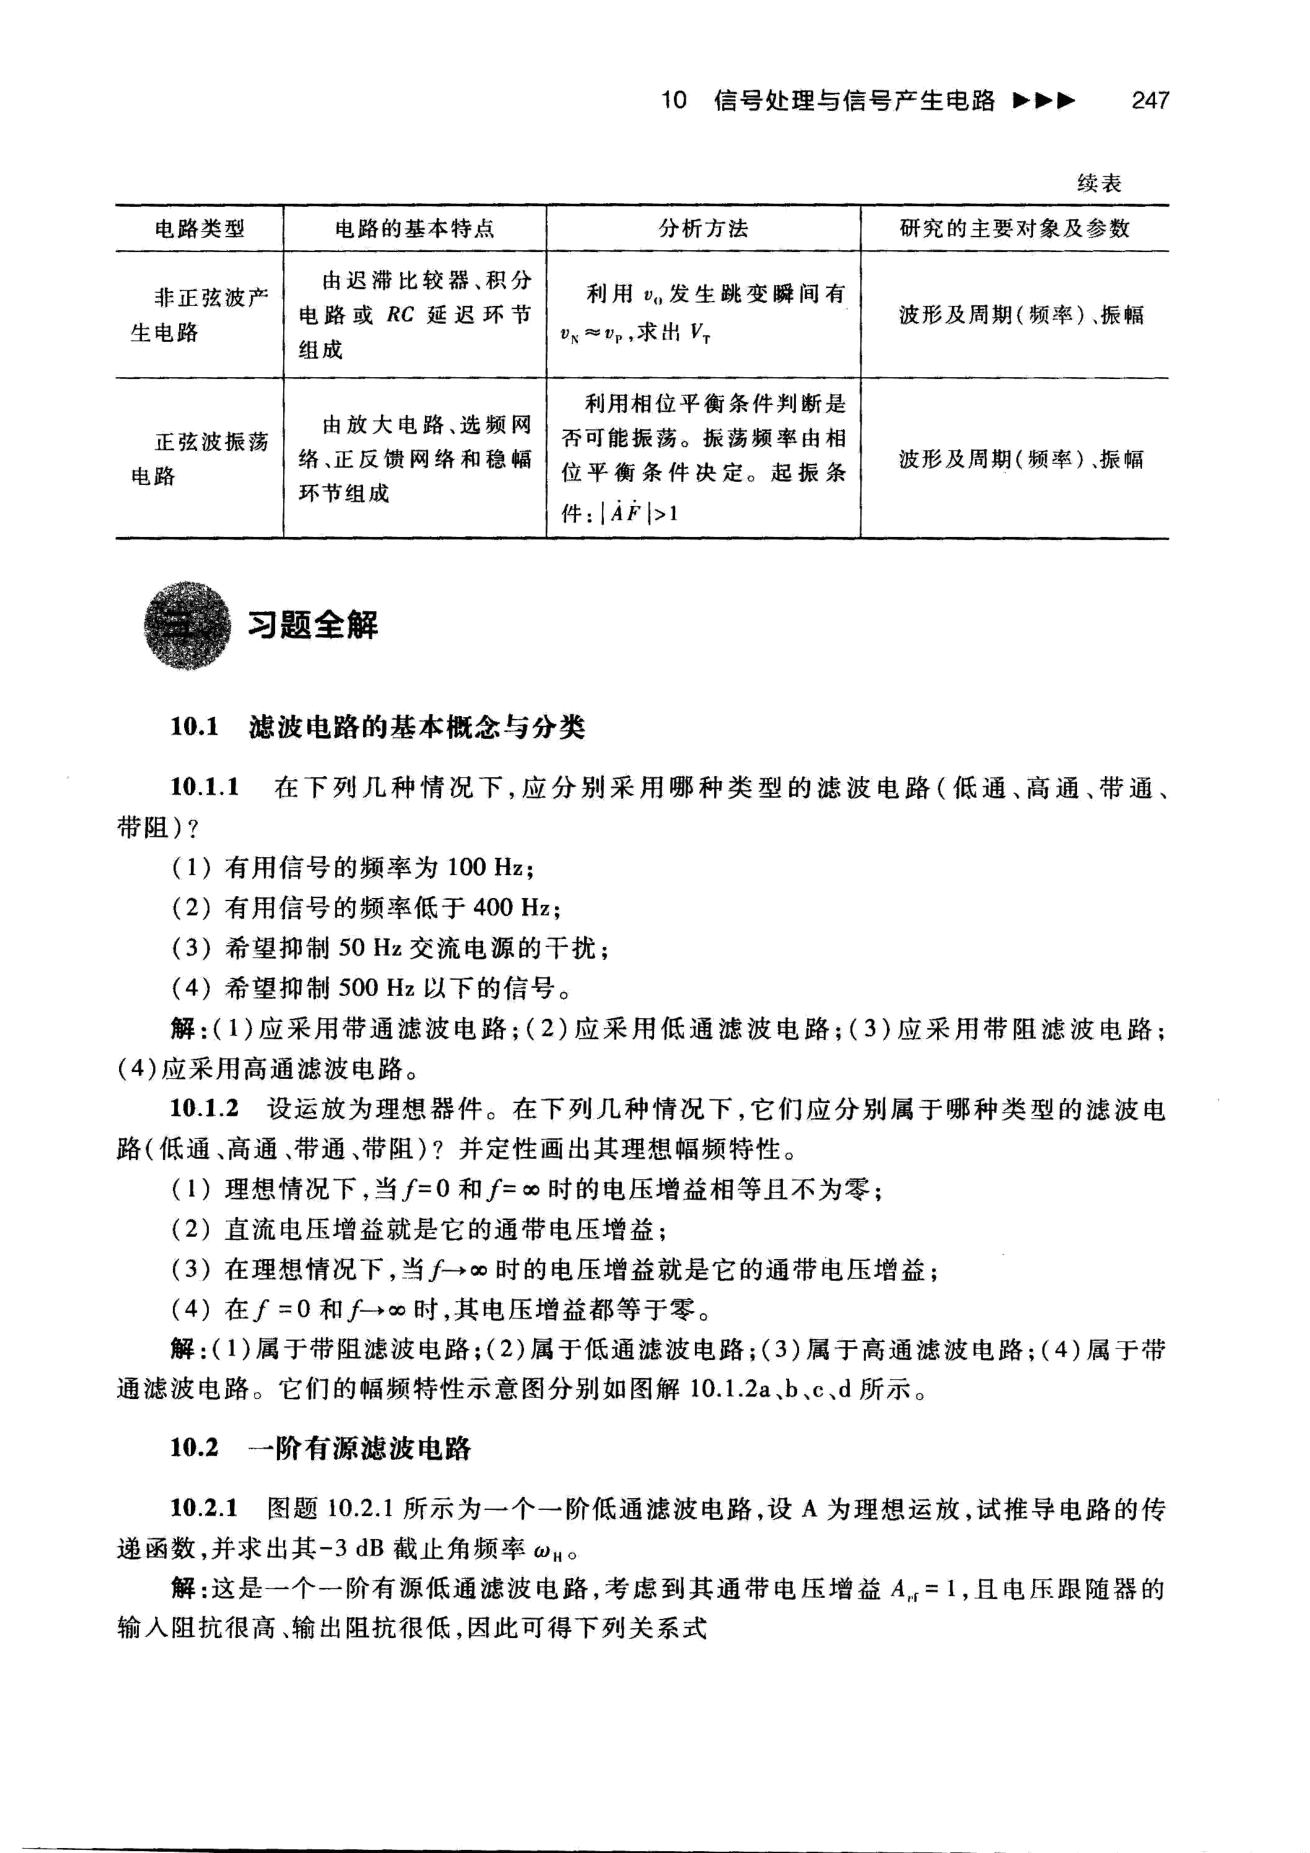 10 信号处理与信号产生电路 ▶▶▶ 247
续表
电路类型 电路的基本特点 分析方法 研究的主要对象及参数
非正弦波产
生电路
由迟滞比较器、积分
电路或 RC 延迟环节
组成
利用 vo 发生跳变瞬间有
vN≈vP,求出 VT
波形及周期(频率)、振幅
正弦波振荡
电路
由放大电路、选频网
络、正反馈网络和稳幅
环节组成
利用相位平衡条件判断是
否可能振荡。振荡频率由相
位平衡条件决定。起振条
件:|ȦḞ|>1
波形及周期(频率)、振幅
三 习题全解
10.1 滤波电路的基本概念与分类
10.1.1 在下列几种情况下,应分别采用哪种类型的滤波电路(低通、高通、带通、
带阻)?
(1) 有用信号的频率为 100 Hz;
(2) 有用信号的频率低于 400 Hz;
(3) 希望抑制 50 Hz 交流电源的干扰;
(4) 希望抑制 500 Hz 以下的信号。
解:(1)应采用带通滤波电路;(2)应采用低通滤波电路;(3)应采用带阻滤波电路;
(4)应采用高通滤波电路。
10.1.2 设运放为理想器件。在下列几种情况下,它们应分别属于哪种类型的滤波电
路(低通、高通、带通、带阻)? 并定性画出其理想幅频特性。
(1) 理想情况下,当 f=0 和 f=∞ 时的电压增益相等且不为零;
(2) 直流电压增益就是它的通带电压增益;
(3) 在理想情况下,当 f→∞ 时的电压增益就是它的通带电压增益;
(4) 在 f =0 和 f→∞ 时,其电压增益都等于零。
解:(1)属于带阻滤波电路;(2)属于低通滤波电路;(3)属于高通滤波电路;(4)属于带
通滤波电路。它们的幅频特性示意图分别如图解 10.1.2a、b、c、d 所示。
10.2 一阶有源滤波电路
10.2.1 图题 10.2.1 所示为一个一阶低通滤波电路,设 A 为理想运放,试推导电路的传
递函数,并求出其-3 dB 截止角频率 ωH。
解:这是一个一阶有源低通滤波电路,考虑到其通带电压增益 Avf = 1,且电压跟随器的
输入阻抗很高、输出阻抗很低,因此可得下列关系式